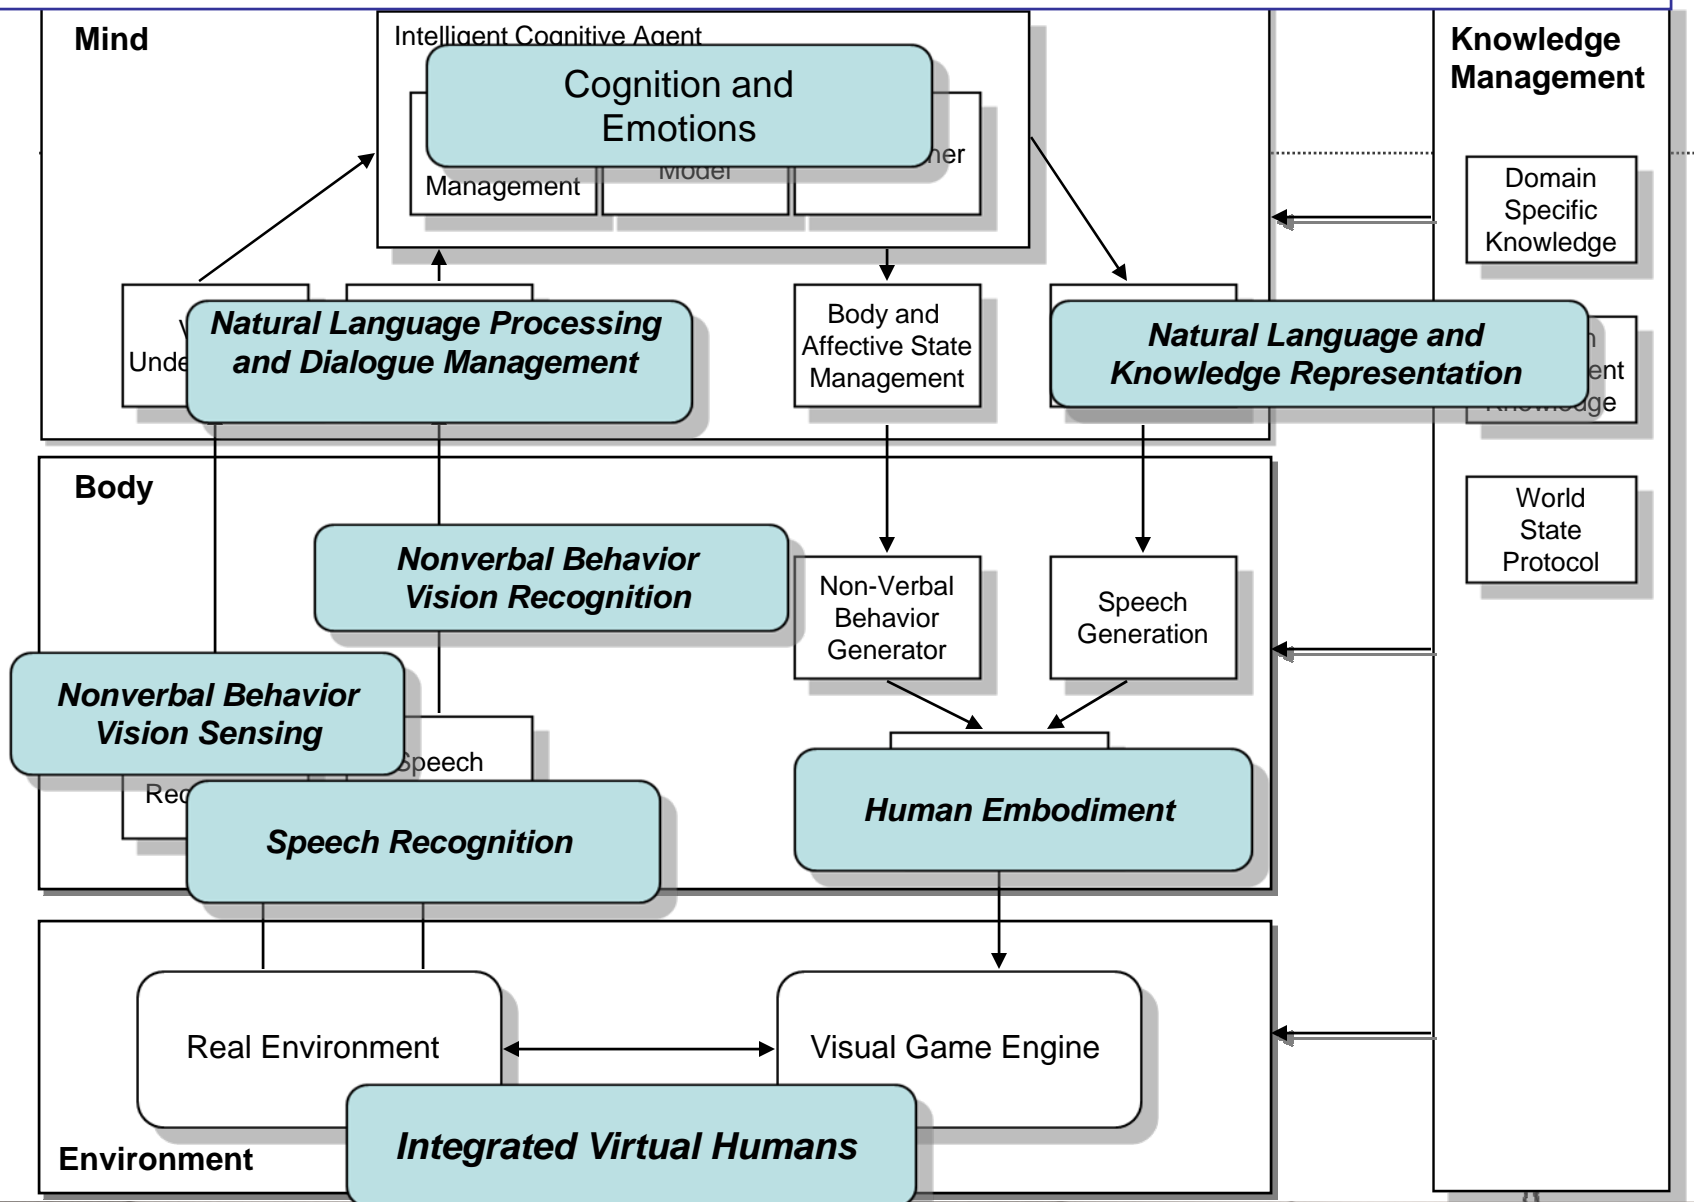 Mind
Intelligent Cognitive Agent
Cognition and
Emotions
Management
Model
Knowledge
Management
Domain
Specific
Knowledge
Natural Language Processing
and Dialogue Management
Body and
Affective State
Management
Natural Language and
Knowledge Representation
Knowledge
World
State
Protocol
Body
Nonverbal Behavior
Vision Recognition
Non-Verbal
Behavior
Generator
Speech
Generation
Nonverbal Behavior
Vision Sensing
Speech
Speech Recognition
Human Embodiment
Real Environment
Visual Game Engine
Integrated Virtual Humans
Environment